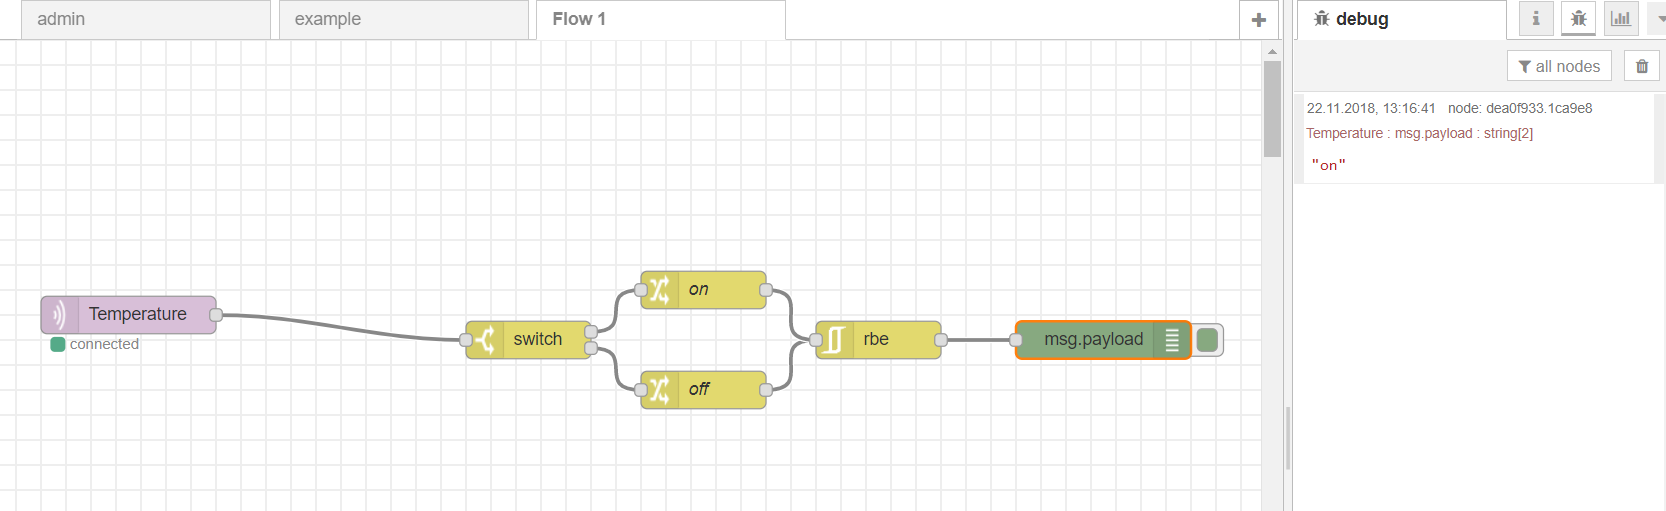 admin
example
Flow 1
+
debug
i
all nodes
22.11.2018, 13:16:41 node: dea0f933.1ca9e8
Temperature : msg.payload : string[2]
"on"
on
Temperature
connected
switch
rbe
msg.payload
off